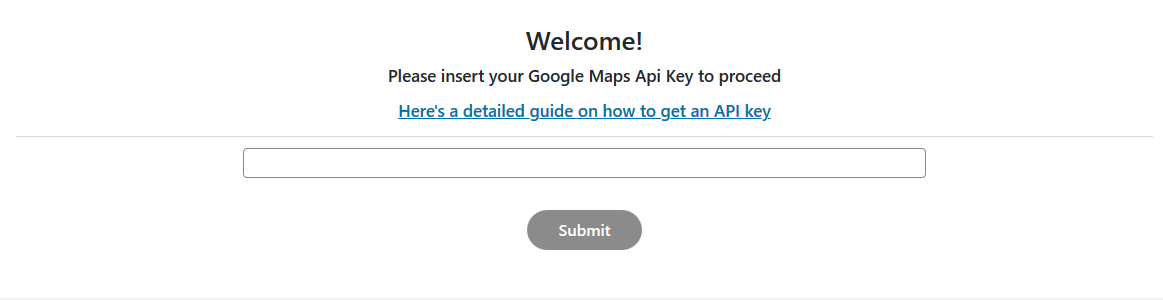 Welcome!
Please insert your Google Maps Api Key to proceed
Here's a detailed guide on how to get an API key
Submit